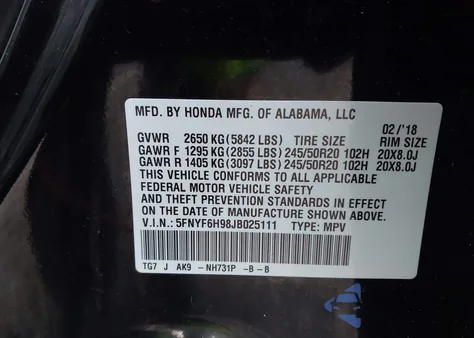 MFD. BY HONDA MFG. OF ALABAMA, LLC
02/'18
GVWR 2650 KG (5842 LBS) TIRE SIZE RIM SIZE
GAWR F 1295 KG (2855 LBS) 245/50R20 102H 20X8.0J
GAWR R 1405 KG (3097 LBS) 245/50R20 102H 20X8.0J
THIS VEHICLE CONFORMS TO ALL APPLICABLE
FEDERAL MOTOR VEHICLE SAFETY
AND THEFT PREVENTION STANDARDS IN EFFECT
ON THE DATE OF MANUFACTURE SHOWN ABOVE.
V.I.N.: 5FNYF6H98JB025111 TYPE: MPV
TG7 J AK9 -NH731P -B-B